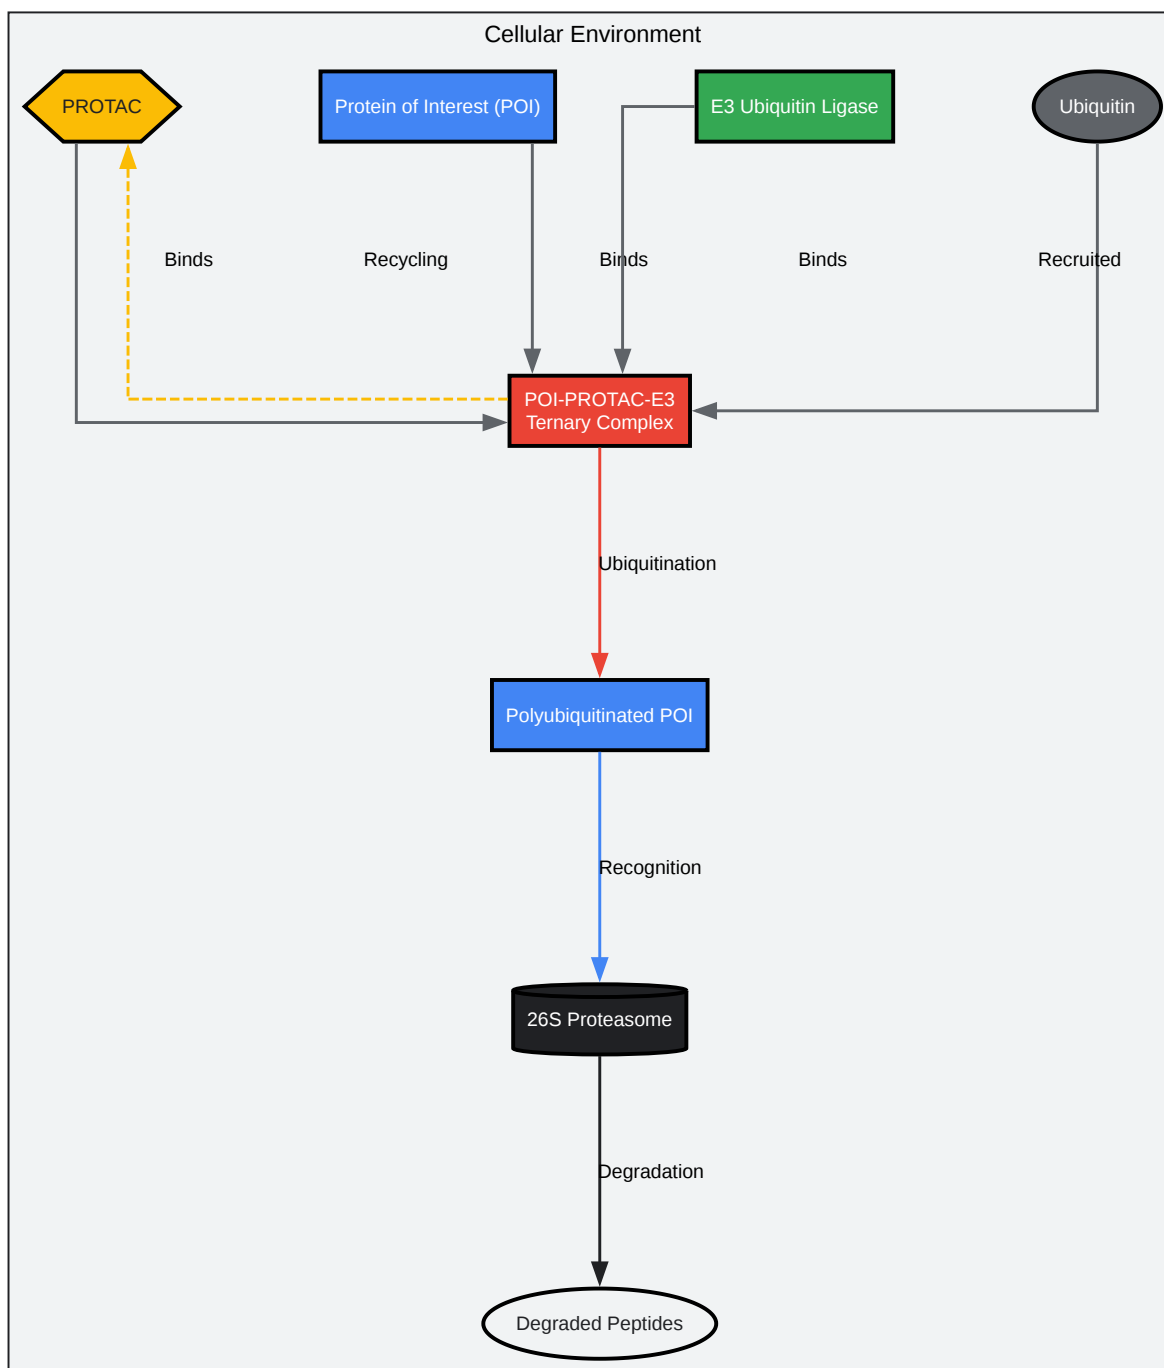 Cellular Environment
PROTAC
Protein of Interest (POI)
E3 Ubiquitin Ligase
Ubiquitin
Binds
Recycling
Binds
Binds
Recruited
POI-PROTAC-E3
Ternary Complex
Ubiquitination
Polyubiquitinated POI
Recognition
26S Proteasome
Degradation
Degraded Peptides